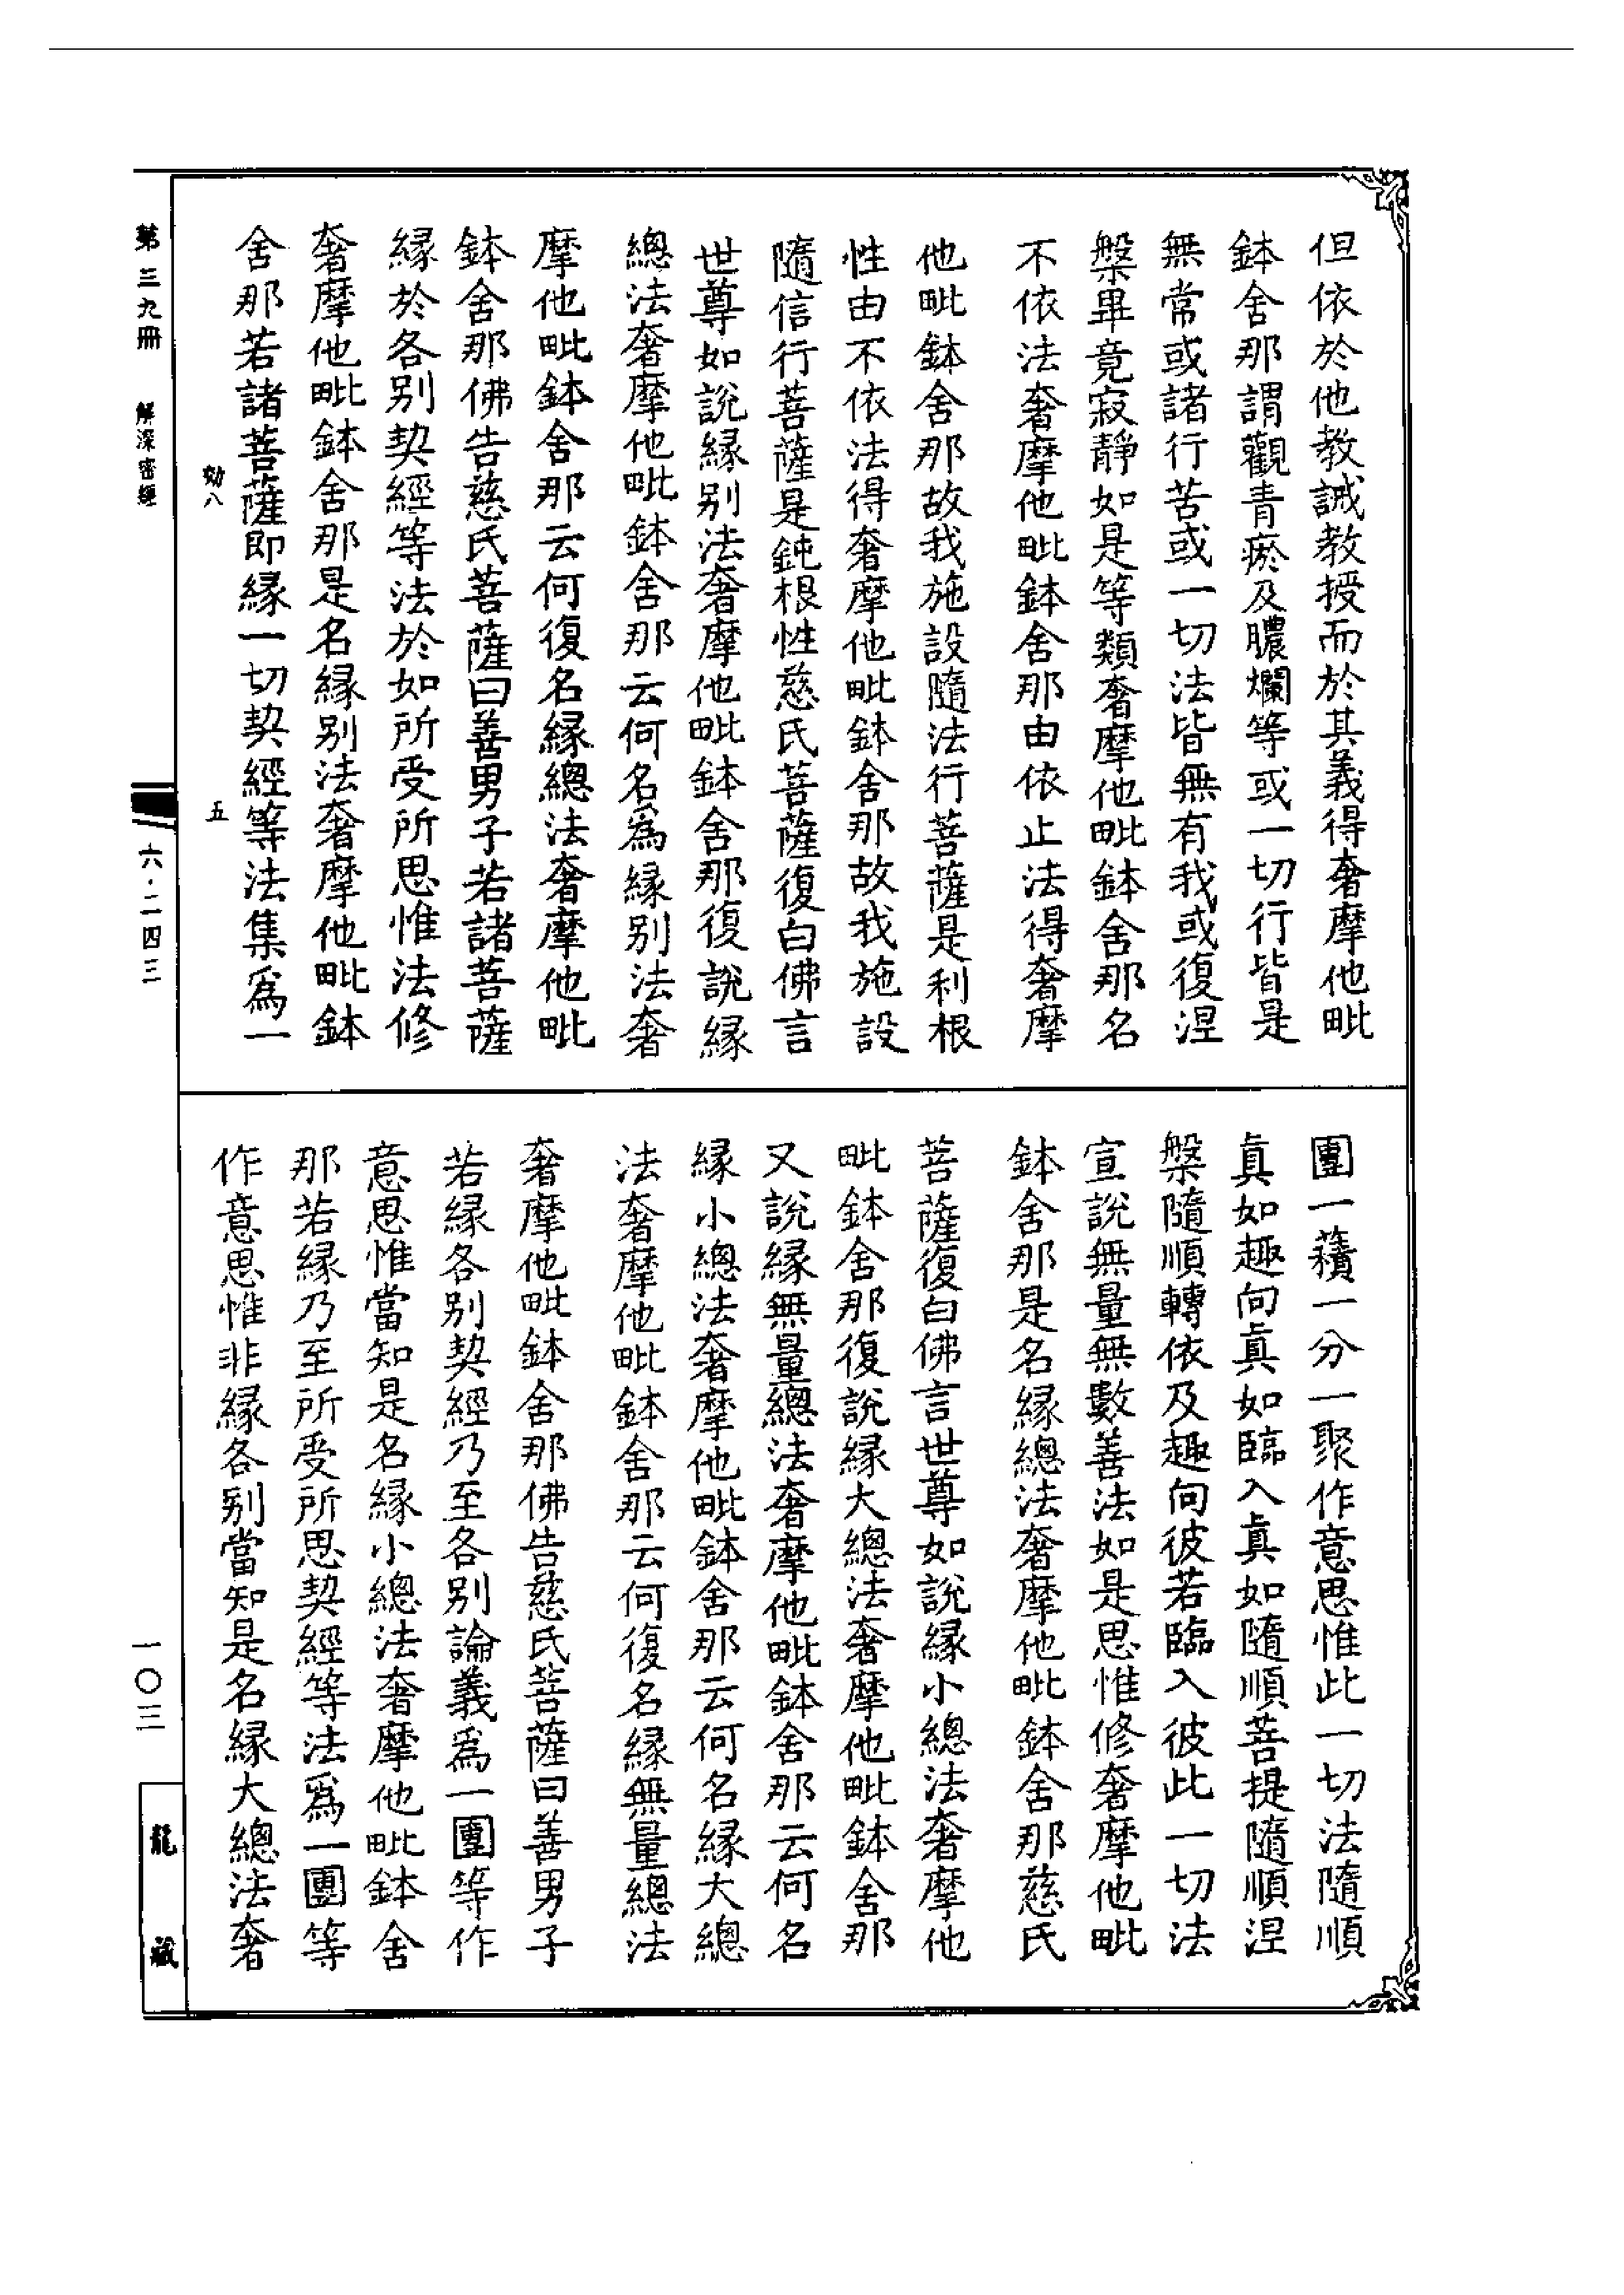 但依於他教誡教授而於其義得奢摩他毗
鉢舍那謂觀青瘀及膿爛等或一切行皆是
無常或諸行苦或一切法皆無有我或復涅
槃畢竟寂靜如是等類奢摩他毗鉢舍那名
不依法奢摩他毗鉢舍那由依止法得奢摩
他毗鉢舍那故我施設隨法行菩薩是利根
性由不依法得奢摩他毗鉢舍那故我施設
隨信行菩薩是鈍根性慈氏菩薩復白佛言
世尊如說緣別法奢摩他毗鉢舍那復說緣
總法奢摩他毗鉢舍那云何名爲緣別法奢
摩他毗鉢舍那云何復名緣總法奢摩他毗
鉢舍那佛告慈氏菩薩曰善男子若諸菩薩
緣於各別契經等法於如所受所思惟法修
奢摩他毗鉢舍那是名緣別法奢摩他毗鉢
舍那若諸菩薩即緣一切契經等法集爲一
効八
五
團一積一分一聚作意思惟此一切法隨順
真如趣向真如臨入真如隨順菩提隨順涅
槃隨順轉依及趣向彼若臨入彼此一切法
宣說無量無數善法如是思惟修奢摩他毗
鉢舍那是名緣總法奢摩他毗鉢舍那慈氏
菩薩復白佛言世尊如說緣小總法奢摩他
毗鉢舍那復說緣大總法奢摩他毗鉢舍那
又說緣無量總法奢摩他毗鉢舍那云何名
緣小總法奢摩他毗鉢舍那云何名緣大總
法奢摩他毗鉢舍那云何復名緣無量總法
奢摩他毗鉢舍那佛告慈氏菩薩曰善男子
若緣各別契經乃至各別論義爲一團等作
意思惟當知是名緣小總法奢摩他毗鉢舍
那若緣乃至所受所思契經等法爲一團等
作意思惟非緣各別當知是名緣大總法奢
第三九冊 解深密經
六·二四三
一〇三
龍藏